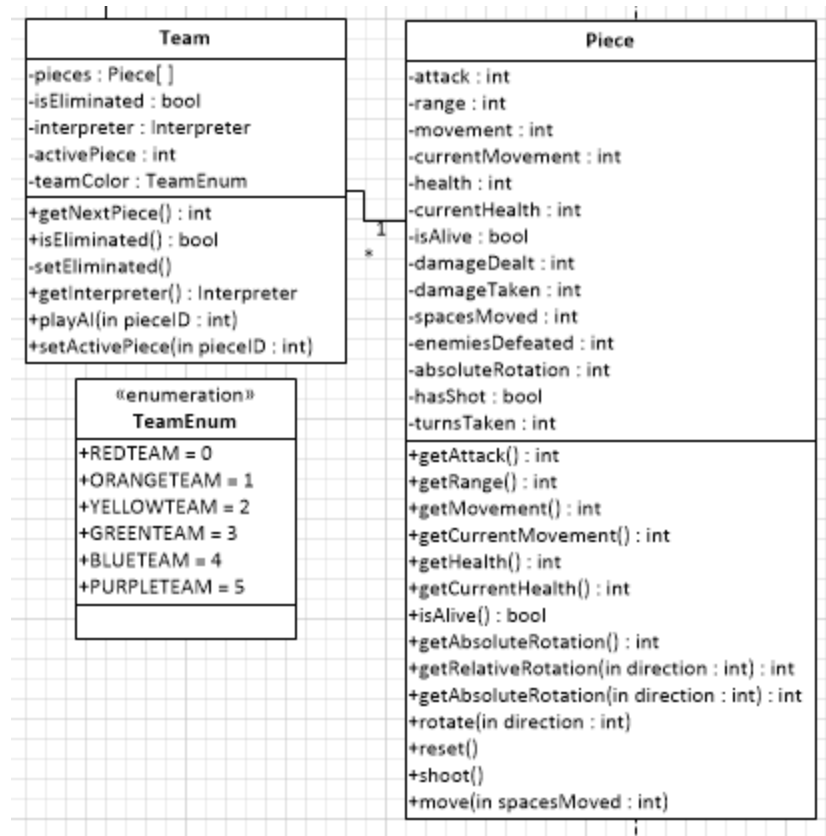 Team
-pieces : Piece[ ]
-isEliminated : bool
-interpreter : Interpreter
-activePiece : int
-teamColor : TeamEnum
+getNextPiece() : int
+isEliminated() : bool
-setEliminated()
+getInterpreter() : Interpreter
+playAI(in pieceID : int)
+setActivePiece(in pieceID : int)
1
*
«enumeration»
TeamEnum
+REDTEAM = 0
+ORANGETEAM = 1
+YELLOWTEAM = 2
+GREENTEAM = 3
+BLUETEAM = 4
+PURPLETEAM = 5
Piece
-attack : int
-range : int
-movement : int
-currentMovement : int
-health : int
-currentHealth : int
-isAlive : bool
-damageDealt : int
-damageTaken : int
-spacesMoved : int
-enemiesDefeated : int
-absoluteRotation : int
-hasShot : bool
-turnsTaken : int
+getAttack() : int
+getRange() : int
+getMovement() : int
+getCurrentMovement() : int
+getHealth() : int
+getCurrentHealth() : int
+isAlive() : bool
+getAbsoluteRotation() : int
+getRelativeRotation(in direction : int) : int
+getAbsoluteRotation(in direction : int) : int
+rotate(in direction : int)
+reset()
+shoot()
+move(in spacesMoved : int)